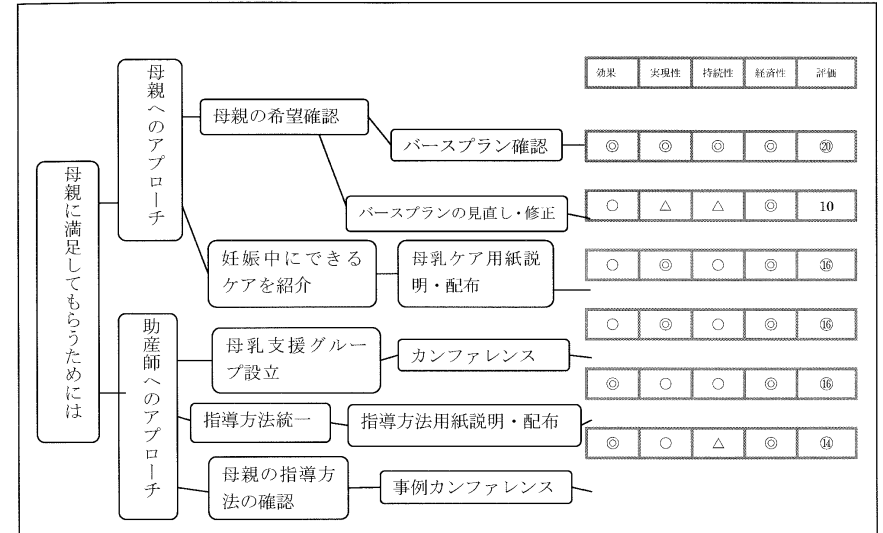 母親に満足してもらうためには
母親へのアプローチ
母親の希望確認
バースプラン確認
バースプランの見直し・修正
妊娠中にできる
ケアを紹介
母乳ケア用紙説
明・配布
助産師へのアプローチ
母乳支援グルー
プ設立
カンファレンス
指導方法統一
指導方法用紙説明・配布
母親の指導方
法の確認
事例カンファレンス
効果 実現性 持続性 経済性 評価
◎ ◎ ◎ ◎ ⑳
○ △ △ ◎ 10
○ ◎ ○ ◎ ⑯
○ ◎ ○ ◎ ⑯
◎ ○ ○ ◎ ⑯
◎ ○ △ ◎ ⑭